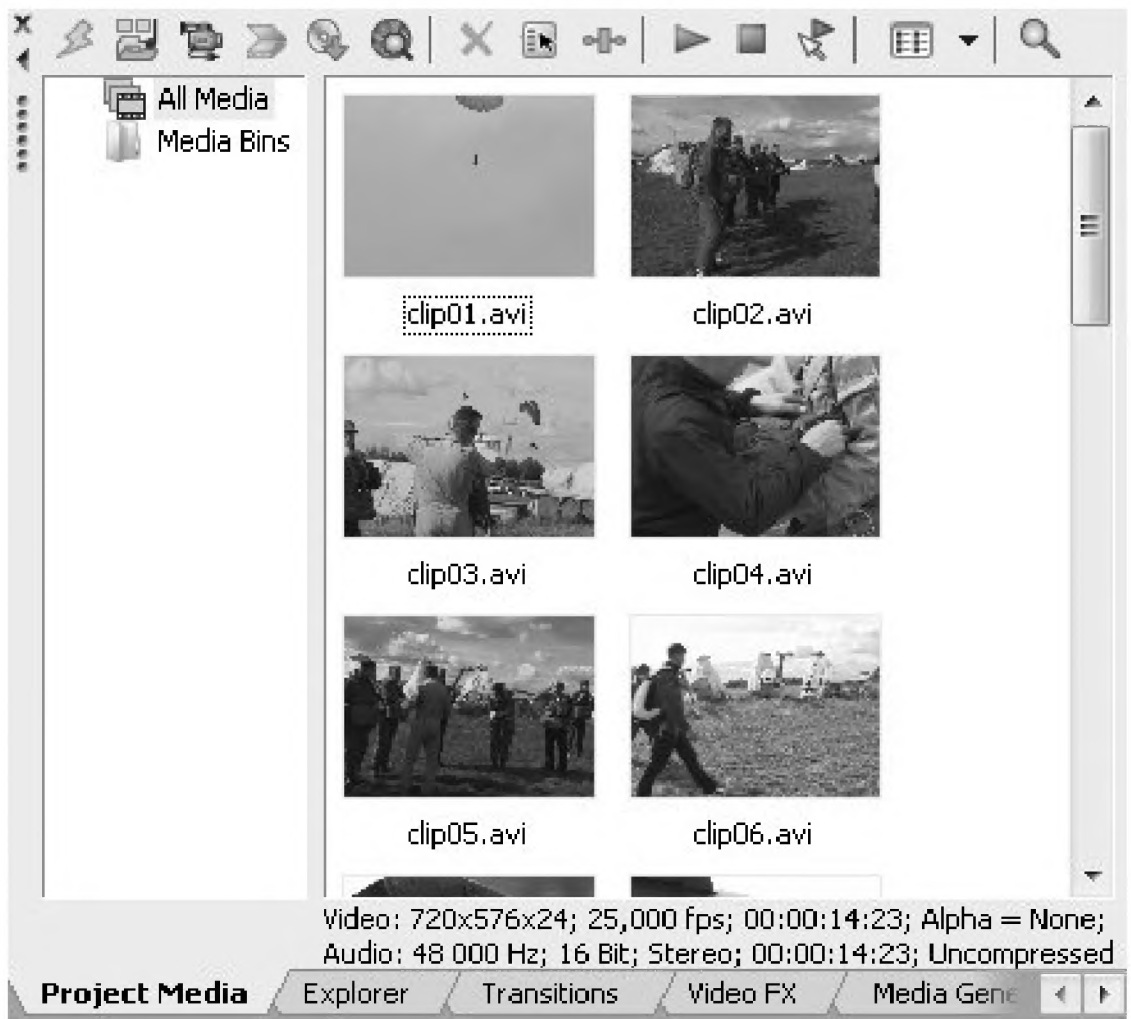 All Media
Media Bins
clip01.avi
clip02.avi
clip03.avi
clip04.avi
clip05.avi
clip06.avi
Video: 720x576x24; 25,000 fps; 00:00:14:23; Alpha = None;
Audio: 48 000 Hz; 16 Bit; Stereo; 00:00:14:23; Uncompressed
Project Media
Explorer
Transitions
Video FX
Media Gene